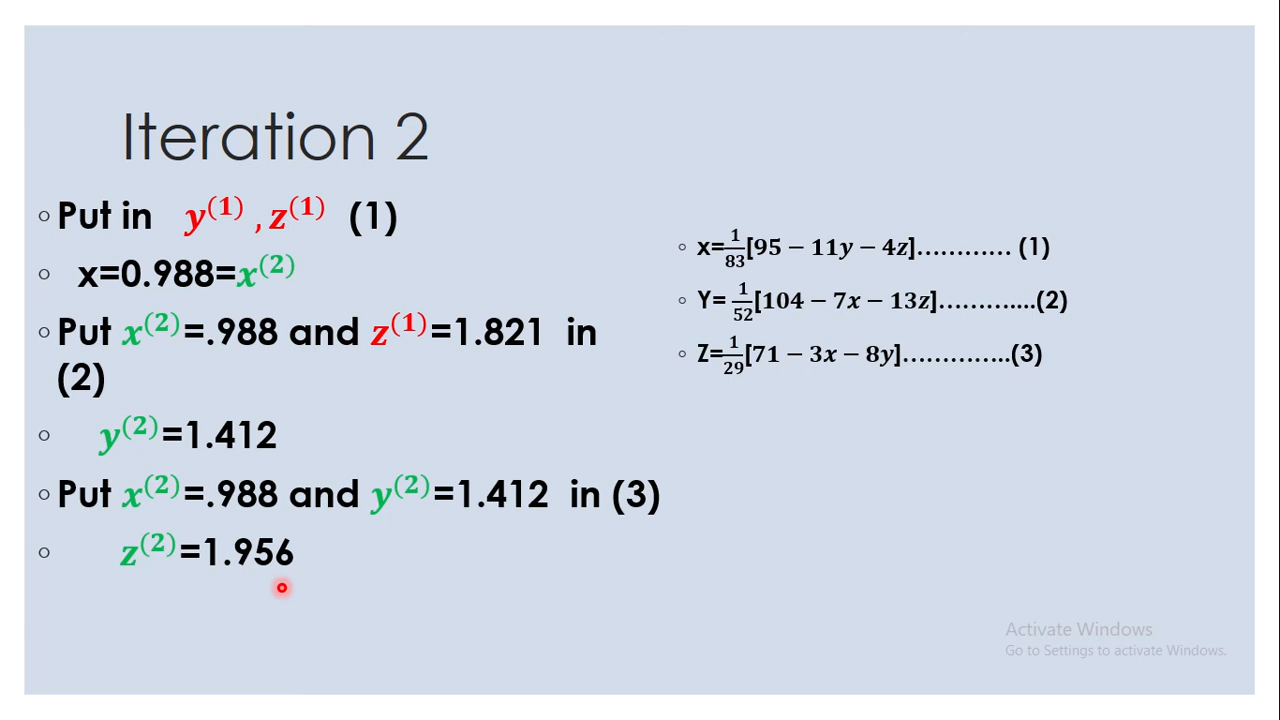 Iteration 2
◦ Put in y⁽¹⁾ , z⁽¹⁾ (1)
◦ x=0.988=x⁽²⁾
◦ Put x⁽²⁾=.988 and z⁽¹⁾=1.821 in
(2)
◦ y⁽²⁾=1.412
◦ Put x⁽²⁾=.988 and y⁽²⁾=1.412 in (3)
◦ z⁽²⁾=1.956
◦ x=1/83[95 − 11y − 4z]………… (1)
◦ Y= 1/52[104 − 7x − 13z]………....(2)
◦ Z=1/29[71 − 3x − 8y]…………..(3)
Activate Windows
Go to Settings to activate Windows.